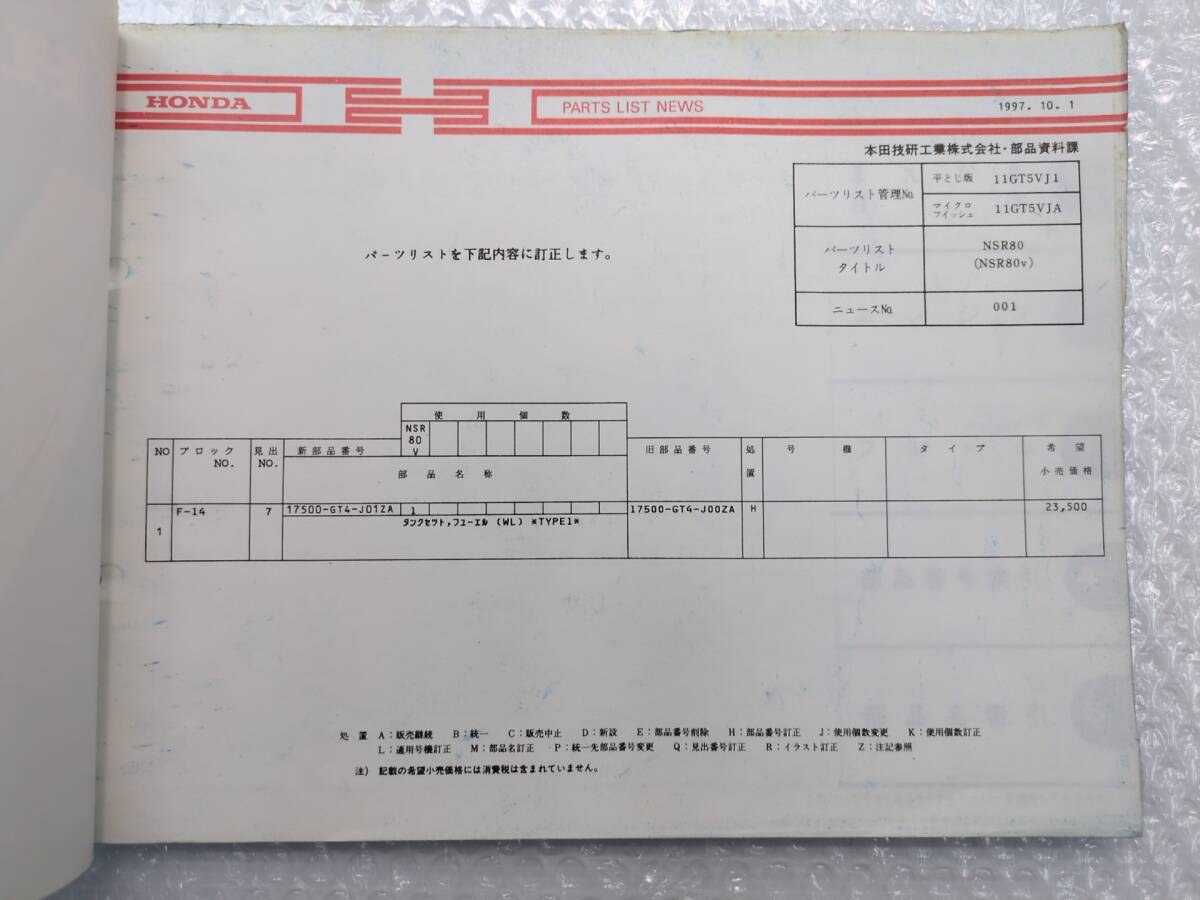 HONDA
PARTS LIST NEWS
1997. 10. 1
本田技研工業株式会社・部品資料課
パーツリスト管理No.
平とじ版 11GT5VJ1
マイクロフィッシュ 11GT5VJA
パーツリストタイトル NSR80 (NSR80v)
ニュースNo. 001
パーツリストを下記内容に訂正します。
使用個数
NSR 80 V
NO ブロックNO. 見出NO. 新部品番号 部品名称 旧部品番号 処置 号機 タイプ 希望小売価格
1 F-14 7 17500-GT4-J01ZA 1 17500-GT4-J00ZA H 23,500
タンクセット,フユーエル (WL) *TYPE1*
処置 A:販売継続 B:統一 C:販売中止 D:新設 E:部品番号削除 H:部品番号訂正 J:使用個数変更 K:使用個数訂正
L:適用号機訂正 M:部品名訂正 P:統一先部品番号変更 Q:見出番号訂正 R:イラスト訂正 Z:注記参照
注) 記載の希望小売価格には消費税は含まれていません。